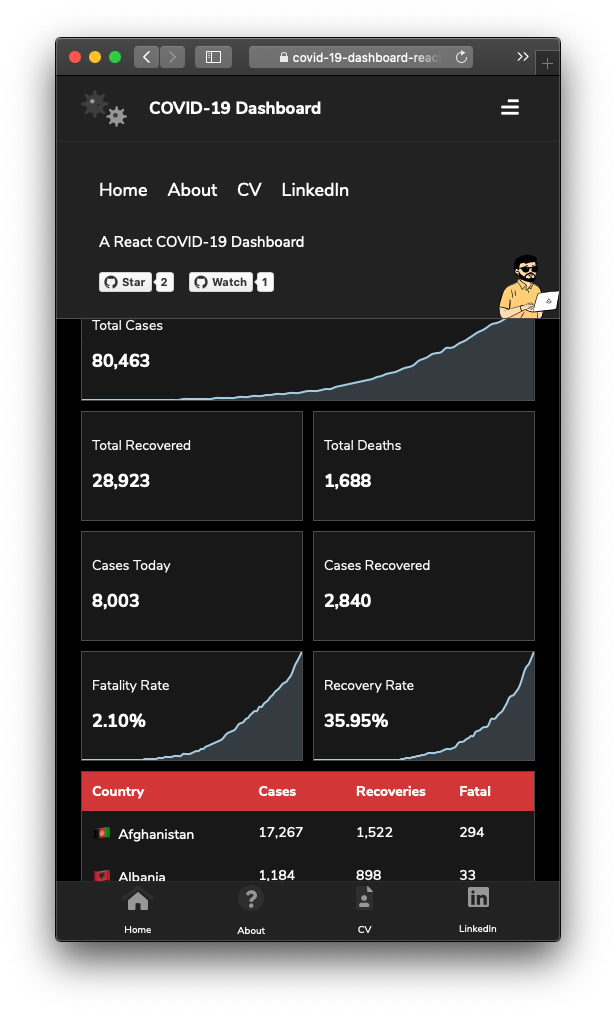 covid-19-dashboard-reac
COVID-19 Dashboard
Home About CV LinkedIn
A React COVID-19 Dashboard
Star 2 Watch 1
Total Cases
80,463
Total Recovered
28,923
Total Deaths
1,688
Cases Today
8,003
Cases Recovered
2,840
Fatality Rate
2.10%
Recovery Rate
35.95%
Country Cases Recoveries Fatal
Afghanistan 17,267 1,522 294
Albania 1,184 898 33
Home About CV LinkedIn